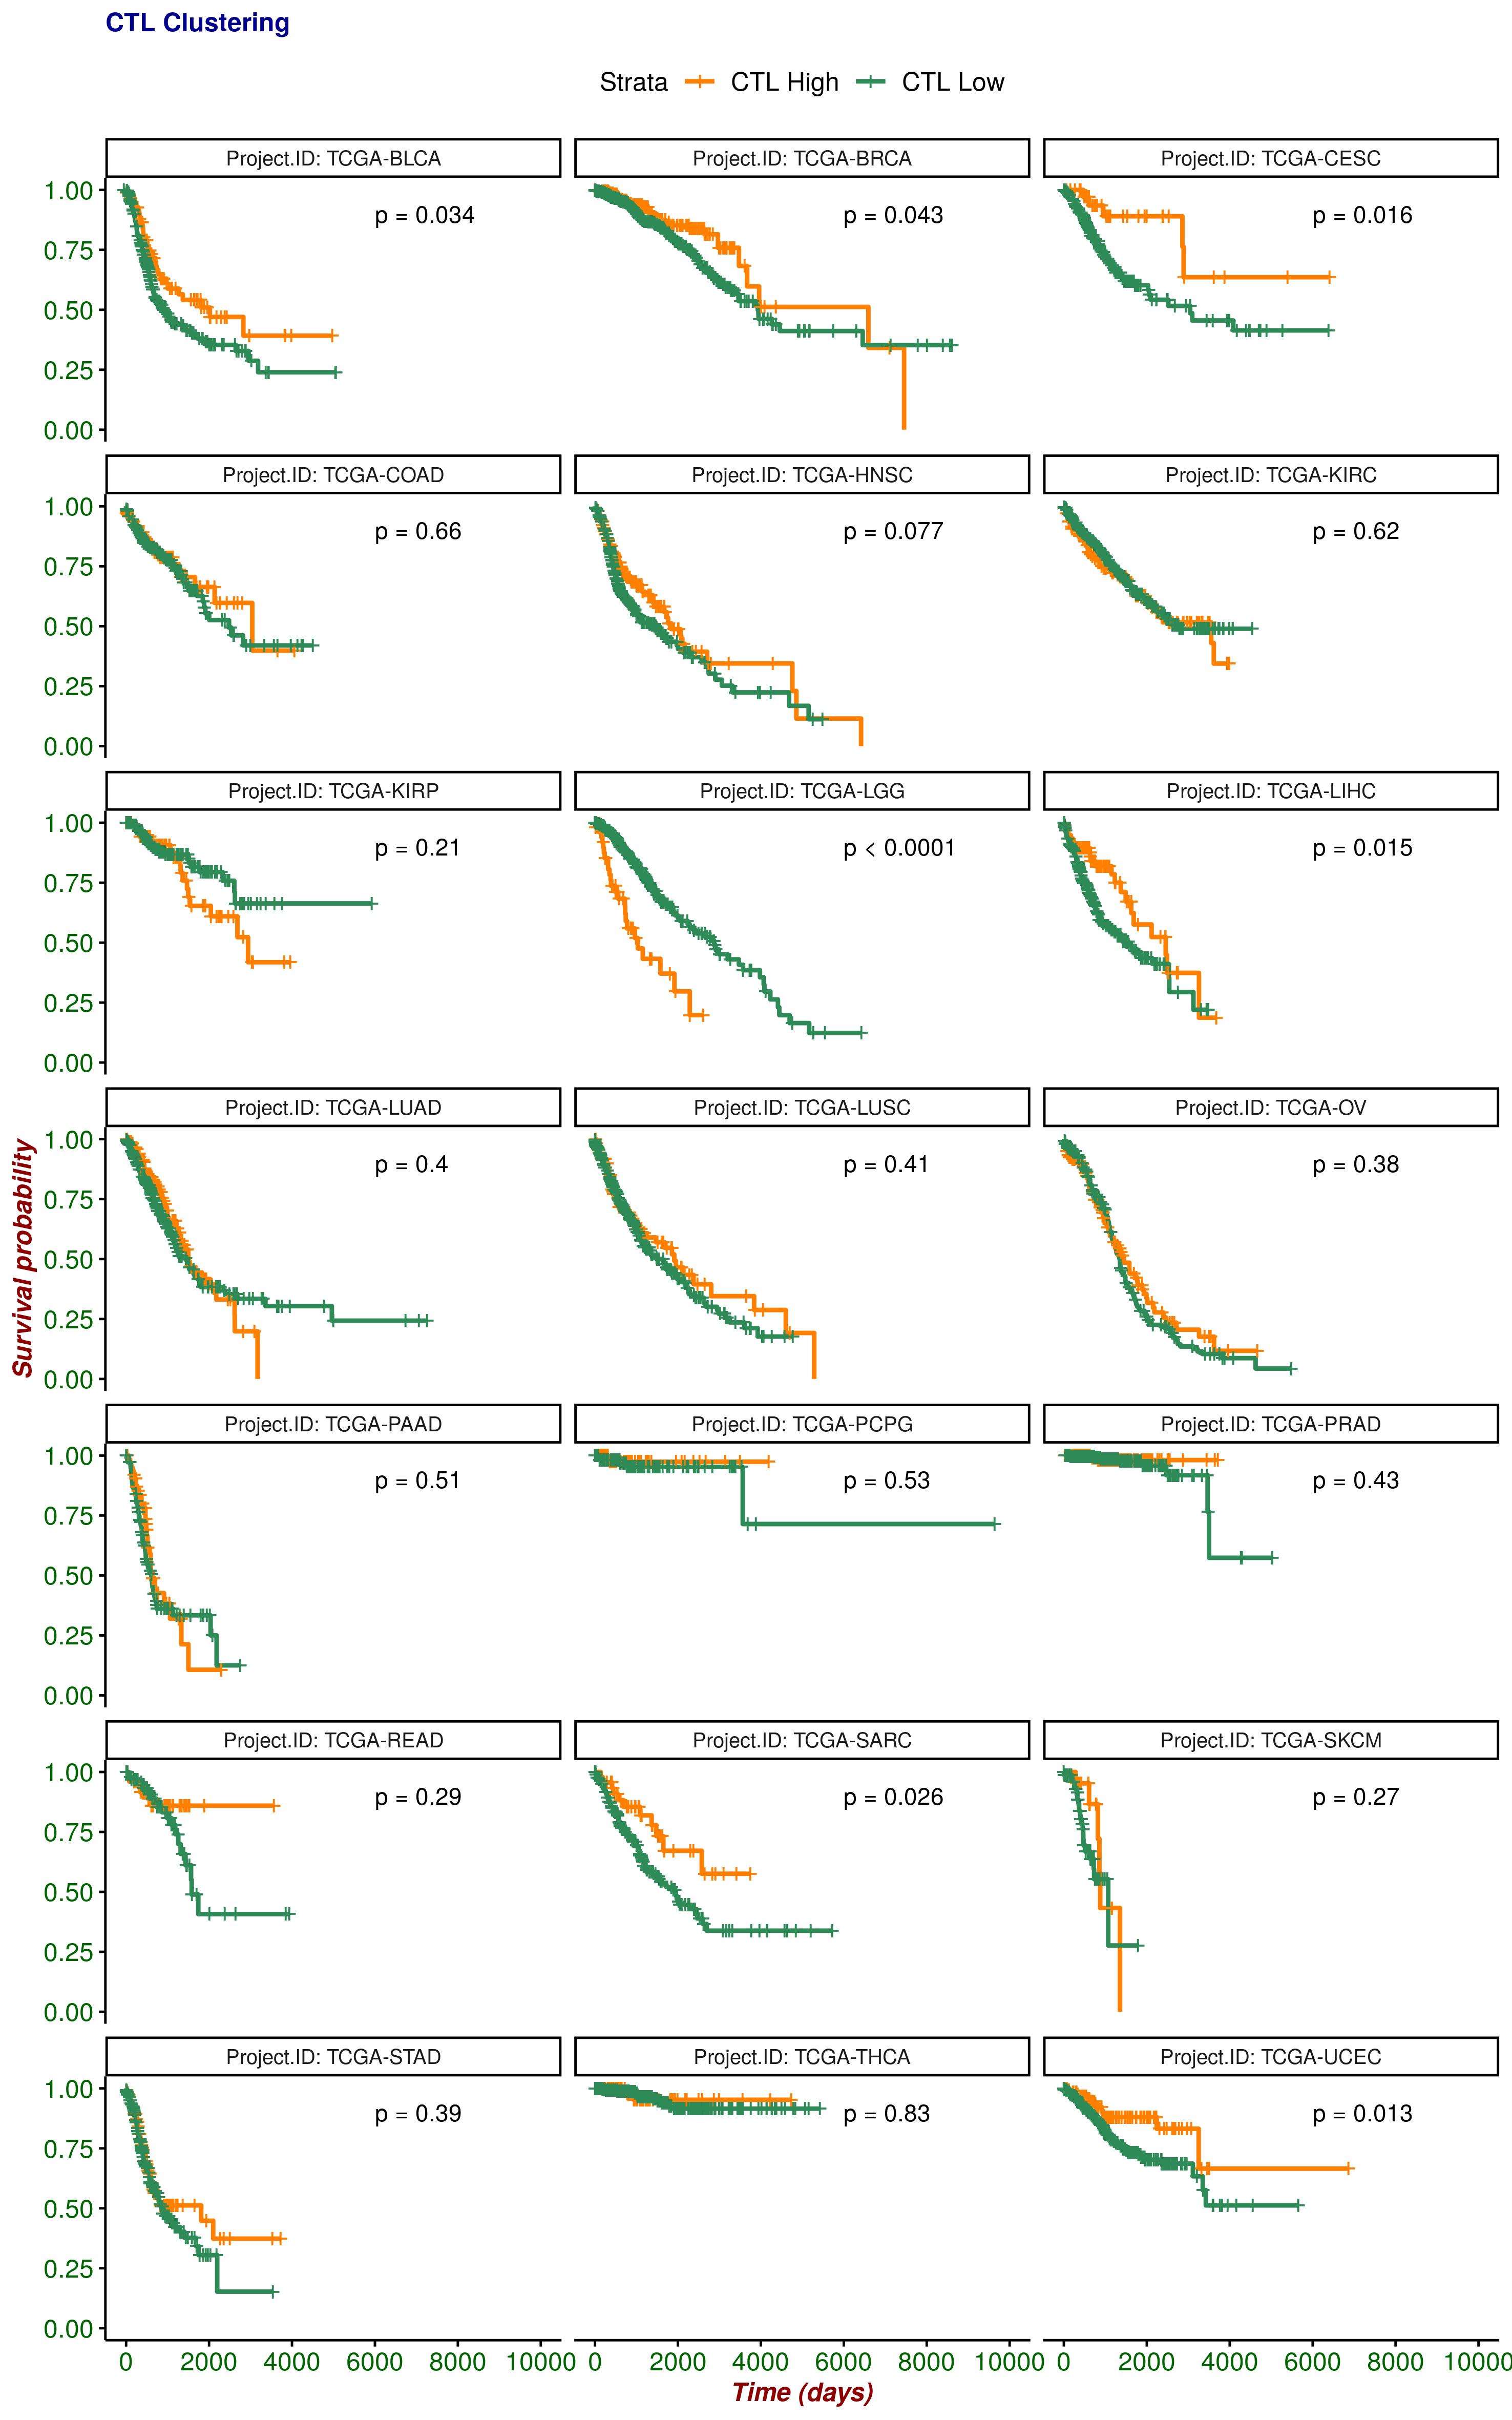 CTL Clustering
Strata CTL High CTL Low
Project.ID: TCGA-BLCA Project.ID: TCGA-BRCA Project.ID: TCGA-CESC
1.00
p = 0.034 p = 0.043 p = 0.016
0.75
0.50
0.25
0.00
Project.ID: TCGA-COAD Project.ID: TCGA-HNSC Project.ID: TCGA-KIRC
1.00
p = 0.66 p = 0.077 p = 0.62
0.75
0.50
0.25
0.00
Project.ID: TCGA-KIRP Project.ID: TCGA-LGG Project.ID: TCGA-LIHC
1.00
p = 0.21 p < 0.0001 p = 0.015
0.75
0.50
0.25
0.00
Project.ID: TCGA-LUAD Project.ID: TCGA-LUSC Project.ID: TCGA-OV
1.00
p = 0.4 p = 0.41 p = 0.38
0.75
0.50
0.25
0.00
Survival probability
Project.ID: TCGA-PAAD Project.ID: TCGA-PCPG Project.ID: TCGA-PRAD
1.00
p = 0.51 p = 0.53 p = 0.43
0.75
0.50
0.25
0.00
Project.ID: TCGA-READ Project.ID: TCGA-SARC Project.ID: TCGA-SKCM
1.00
p = 0.29 p = 0.026 p = 0.27
0.75
0.50
0.25
0.00
Project.ID: TCGA-STAD Project.ID: TCGA-THCA Project.ID: TCGA-UCEC
1.00
p = 0.39 p = 0.83 p = 0.013
0.75
0.50
0.25
0.00
0 2000 4000 6000 8000 10000 0 2000 4000 6000 8000 10000 0 2000 4000 6000 8000 10000
Time (days)